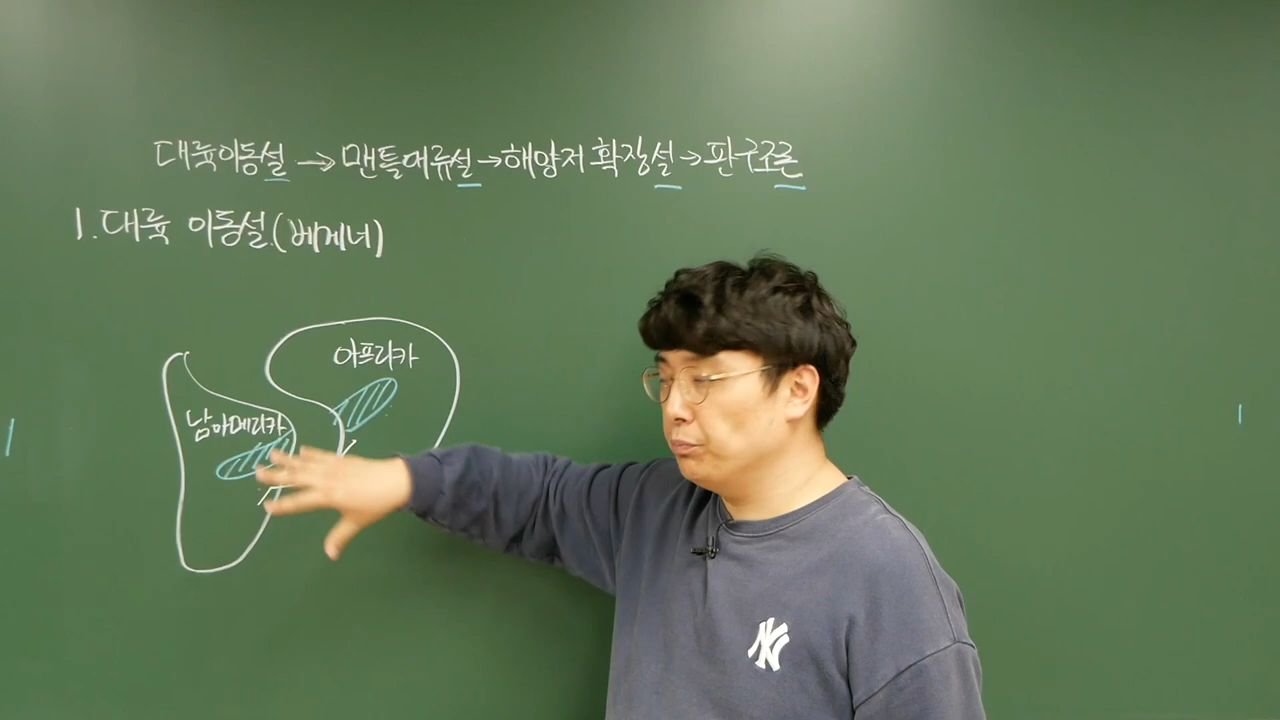 대륙이동설 → 맨틀대류설 → 해양저 확장설 → 판구조론
1. 대륙 이동설.(베게너)
아프리카
남아메리카
NY